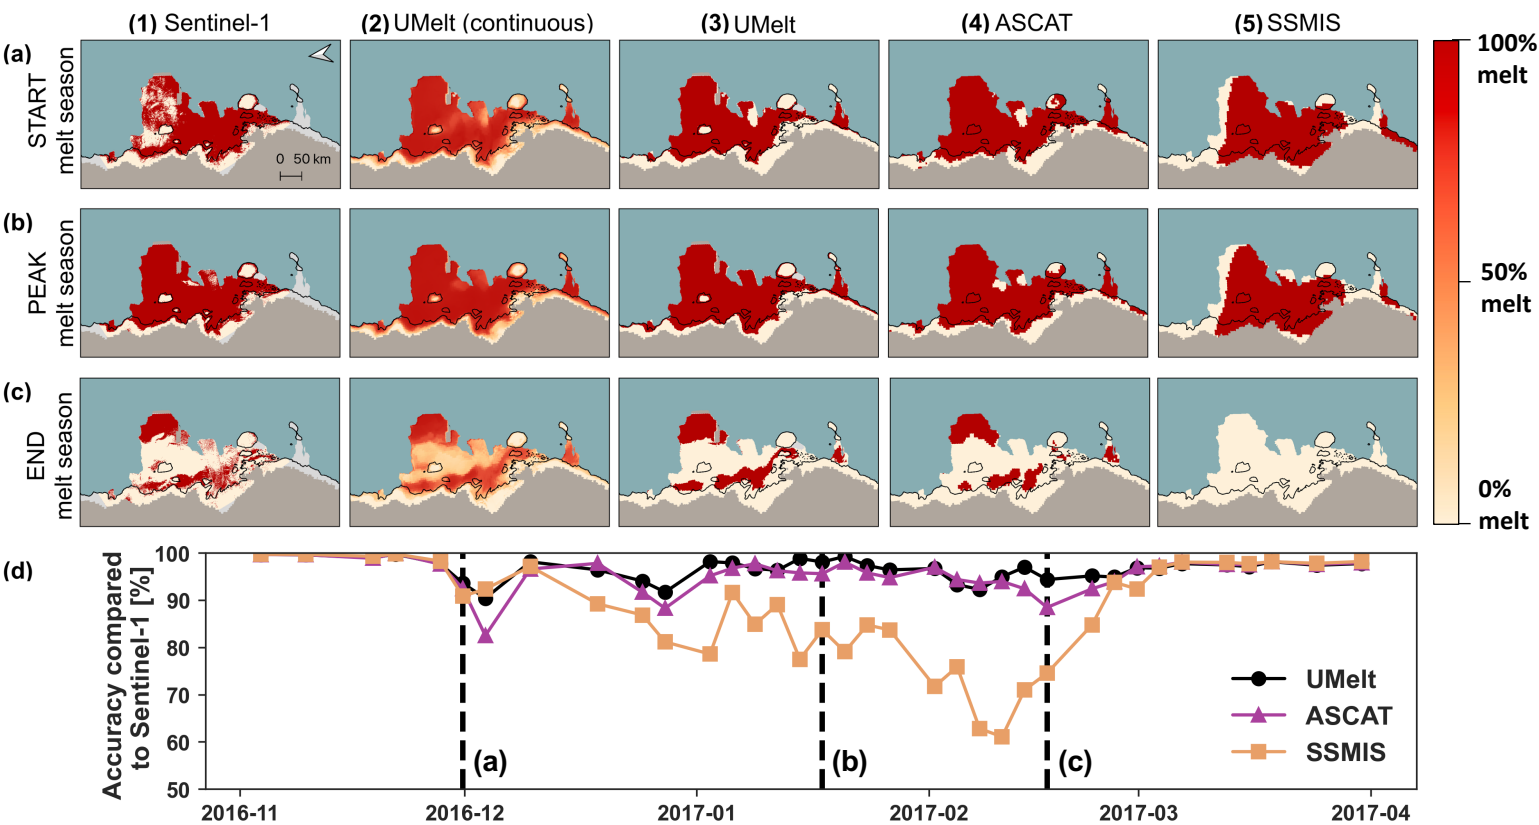 (1) Sentinel-1
(2) UMelt (continuous)
(3) UMelt
(4) ASCAT
(5) SSMIS
(a)
START
melt season
0 50 km
(b)
PEAK
melt season
(c)
END
melt season
100%
melt
50%
melt
0%
melt
(d)
Accuracy compared
to Sentinel-1 [%]
100
90
80
70
60
50
(a)
(b)
(c)
UMelt
ASCAT
SSMIS
2016-11
2016-12
2017-01
2017-02
2017-03
2017-04